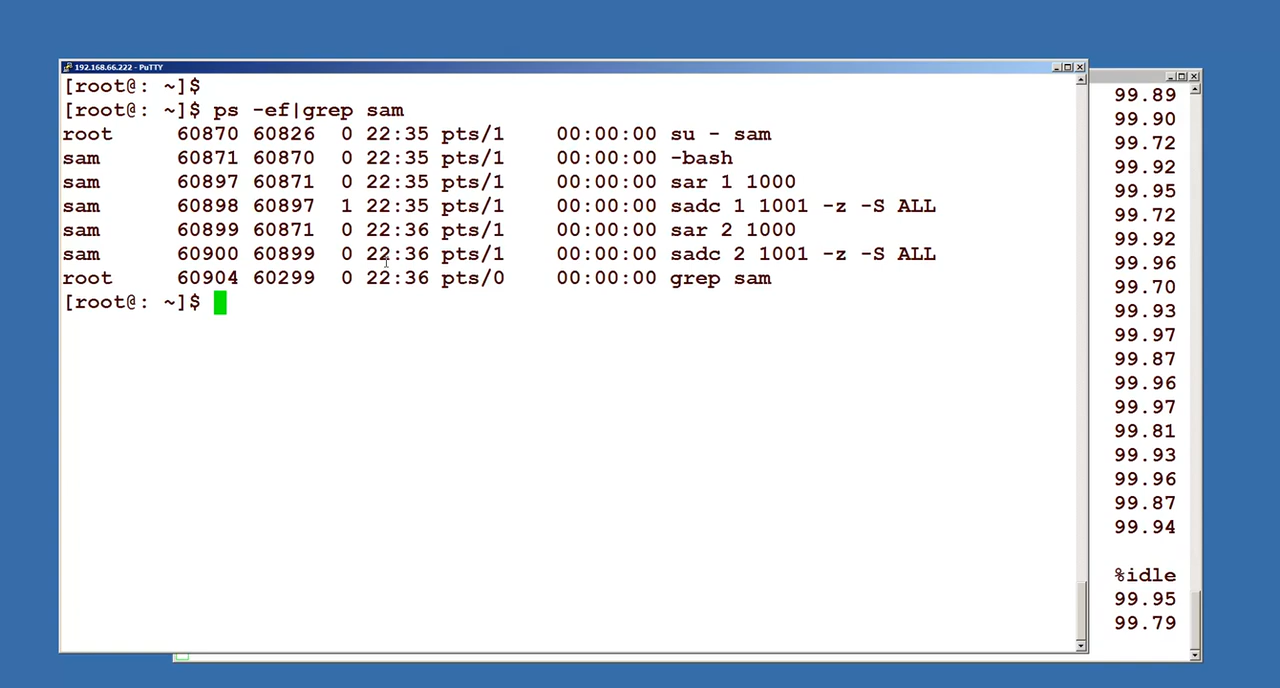 192.168.66.222 - PuTTY
[root@: ~]$
[root@: ~]$ ps -ef|grep sam
root     60870 60826  0 22:35 pts/1    00:00:00 su - sam
sam      60871 60870  0 22:35 pts/1    00:00:00 -bash
sam      60897 60871  0 22:35 pts/1    00:00:00 sar 1 1000
sam      60898 60897  1 22:35 pts/1    00:00:00 sadc 1 1001 -z -S ALL
sam      60899 60871  0 22:36 pts/1    00:00:00 sar 2 1000
sam      60900 60899  0 22:36 pts/1    00:00:00 sadc 2 1001 -z -S ALL
root     60904 60299  0 22:36 pts/0    00:00:00 grep sam
[root@: ~]$
99.89
99.90
99.72
99.92
99.95
99.72
99.92
99.96
99.70
99.93
99.97
99.87
99.96
99.97
99.81
99.93
99.96
99.87
99.94
%idle
99.95
99.79